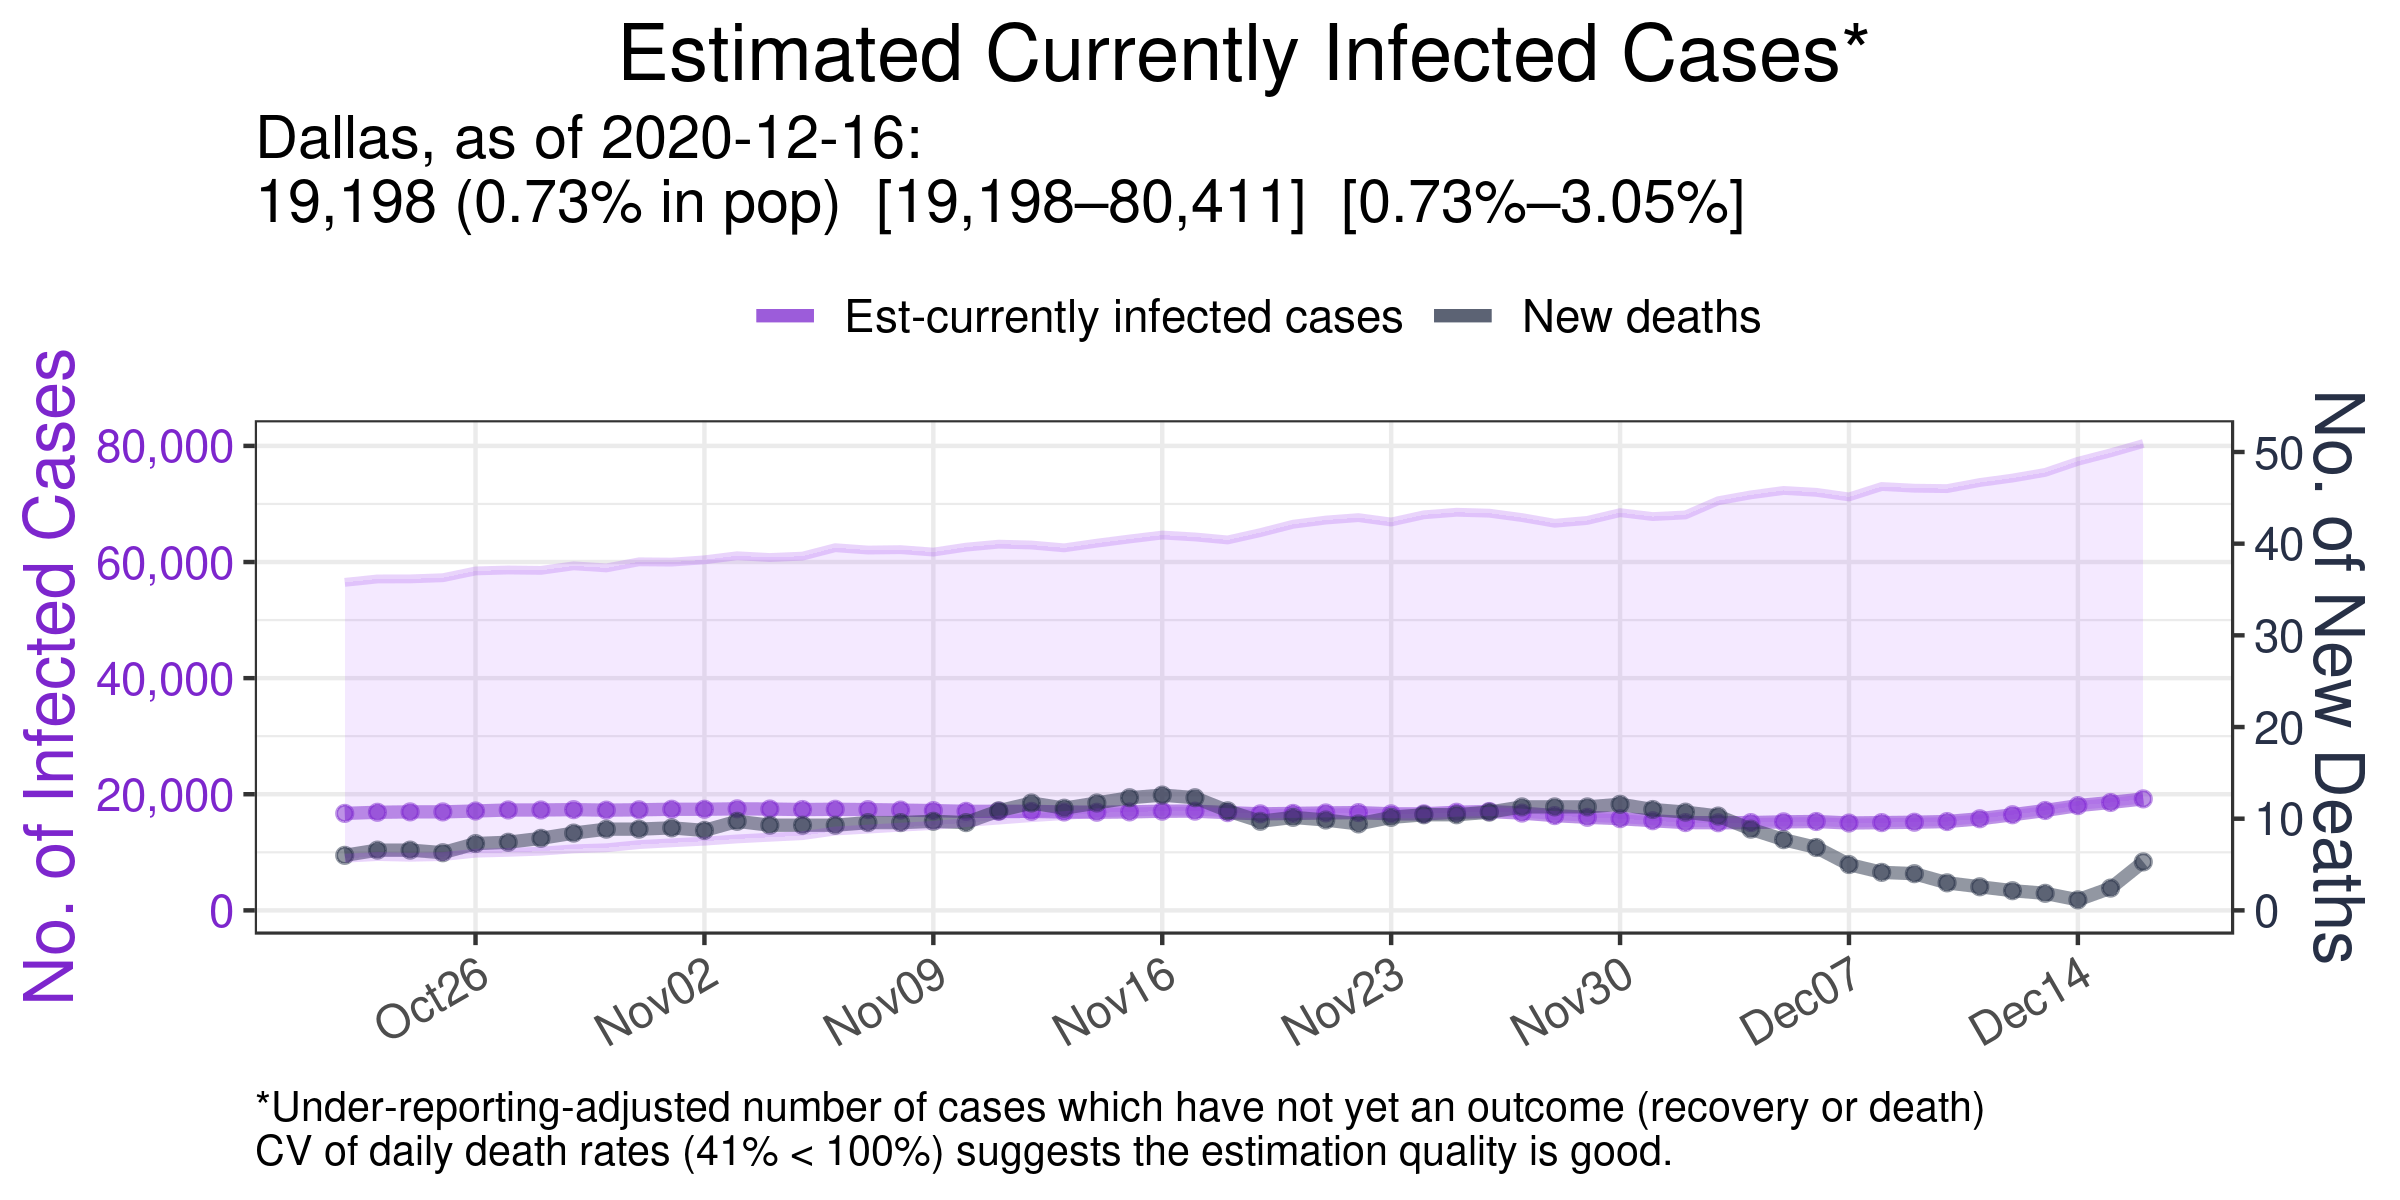 Estimated Currently Infected Cases*
Dallas, as of 2020-12-16:
19,198 (0.73% in pop)  [19,198–80,411]  [0.73%–3.05%]
Est-currently infected cases
New deaths
No. of Infected Cases
80,000
60,000
40,000
20,000
0
50
40
30
20
10
0
No. of New Deaths
Oct26
Nov02
Nov09
Nov16
Nov23
Nov30
Dec07
Dec14
*Under-reporting-adjusted number of cases which have not yet an outcome (recovery or death)
CV of daily death rates (41% < 100%) suggests the estimation quality is good.